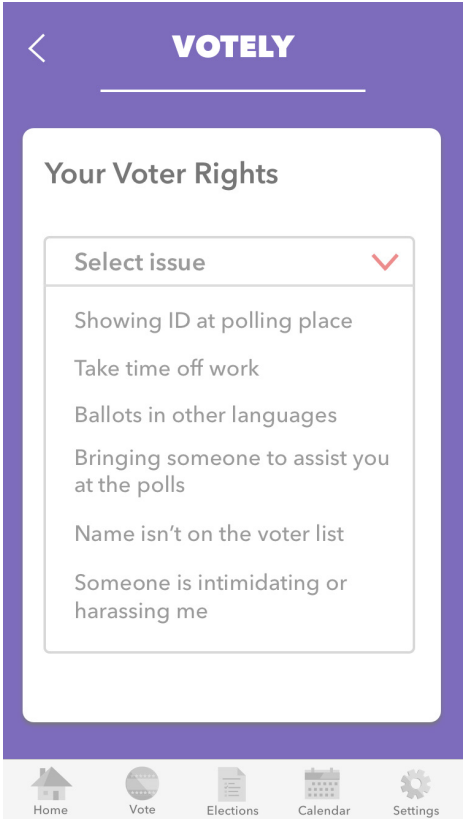 VOTELY
Your Voter Rights
Select issue
Showing ID at polling place
Take time off work
Ballots in other languages
Bringing someone to assist you
at the polls
Name isn’t on the voter list
Someone is intimidating or
harassing me
Home
Vote
Elections
Calendar
Settings